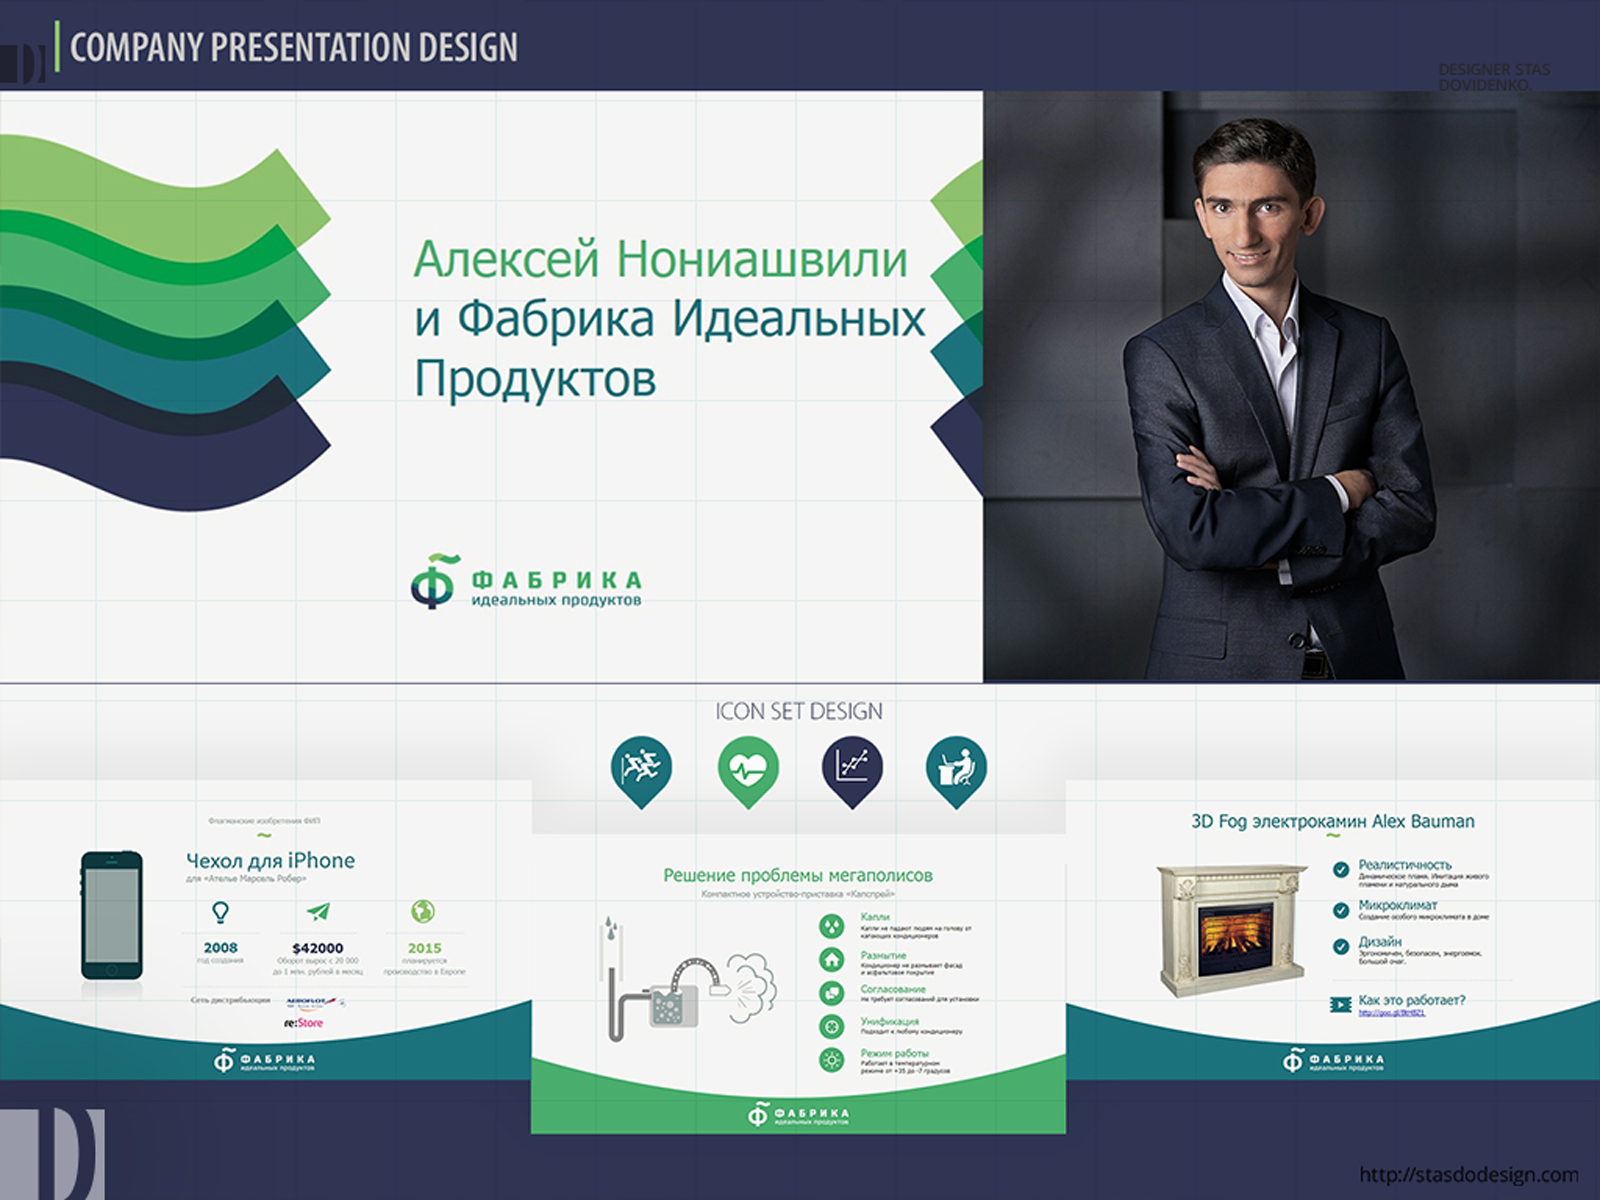 COMPANY PRESENTATION DESIGN
DESIGNER STAS
DOVIDENKO.
Алексей Нониашвили
и Фабрика Идеальных
Продуктов
ФАБРИКА
идеальных продуктов
ICON SET DESIGN
Флагманские изобретения ФИП
Чехол для iPhone
для «Ателье Марсель Робер»
2008
год создания
$42000
Оборот вырос с 20 000
до 1 млн. рублей в месяц
2015
планируется
производство в Европе
Сеть дистрибьюции
AEROFLOT
re:Store
ФАБРИКА
идеальных продуктов
Решение проблемы мегаполисов
Компактное устройство-приставка «Капспрей»
Капли
Капли не падают людям на голову от
капающих кондиционеров
Размытие
Кондиционер не размывает фасад
и асфальтовое покрытие
Согласование
Не требует согласований для установки
Унификация
Подходит к любому кондиционеру
Режим работы
Работает в температурном
режиме от +35 до -7 градусов
ФАБРИКА
идеальных продуктов
3D Fog электрокамин Alex Bauman
Реалистичность
Динамическое пламя. Имитация живого
пламени и натурального дыма
Микроклимат
Создание особого микроклимата в доме
Дизайн
Эргономичен, безопасен, энергоемок.
Большой очаг.
Как это работает?
ФАБРИКА
идеальных продуктов
http://stasdodesign.com